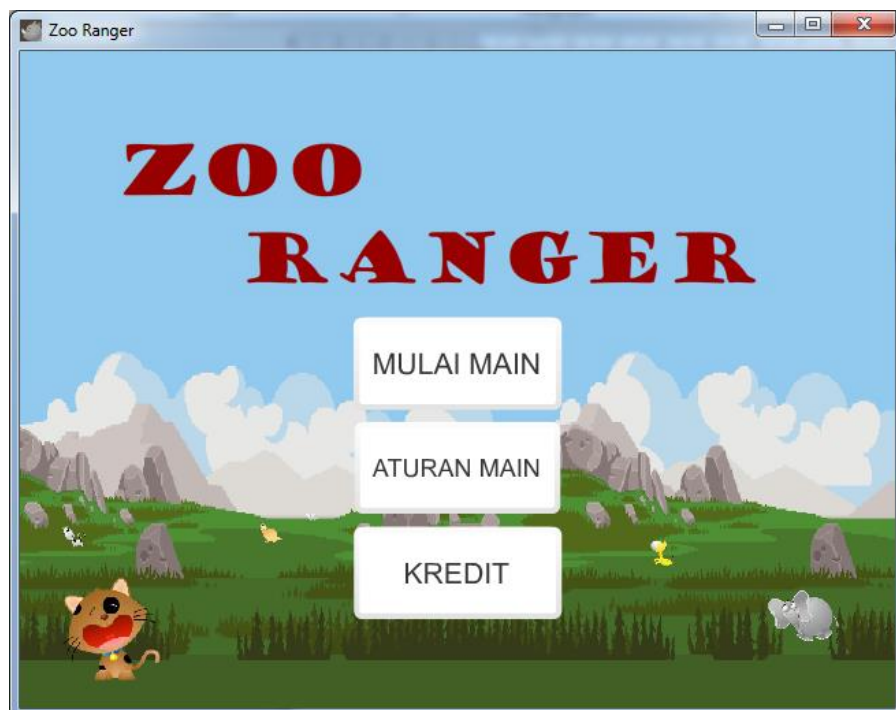 Zoo Ranger
ZOO
RANGER
MULAI MAIN
ATURAN MAIN
KREDIT